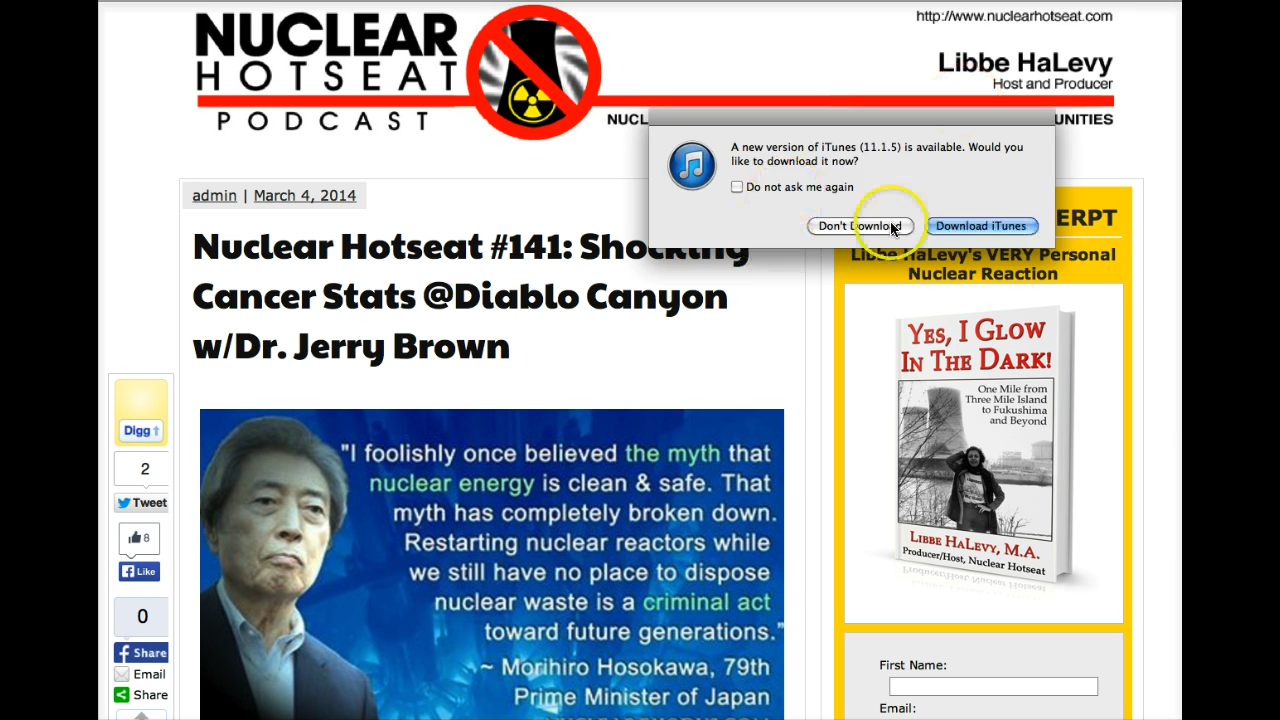 NUCLEAR
HOTSEAT
PODCAST
http://www.nuclearhotseat.com
Libbe HaLevy
Host and Producer
NUCL
UNITIES
A new version of iTunes (11.1.5) is available. Would you
like to download it now?
Do not ask me again
Don't Download
Download iTunes
admin | March 4, 2014
Nuclear Hotseat #141: Shocking
Cancer Stats @Diablo Canyon
w/Dr. Jerry Brown
Digg
2
Tweet
8
Like
0
Share
Email
Share
"I foolishly once believed the myth that
nuclear energy is clean & safe. That
myth has completely broken down.
Restarting nuclear reactors while
we still have no place to dispose
nuclear waste is a criminal act
toward future generations."
~ Morihiro Hosokawa, 79th
Prime Minister of Japan
ERPT
Libbe HaLevy's VERY Personal
Nuclear Reaction
YES, I GLOW
IN THE DARK!
One Mile from
Three Mile Island
to Fukushima
and Beyond
LIBBE HALEVY, M.A.
Producer/Host, Nuclear Hotseat
First Name:
Email: